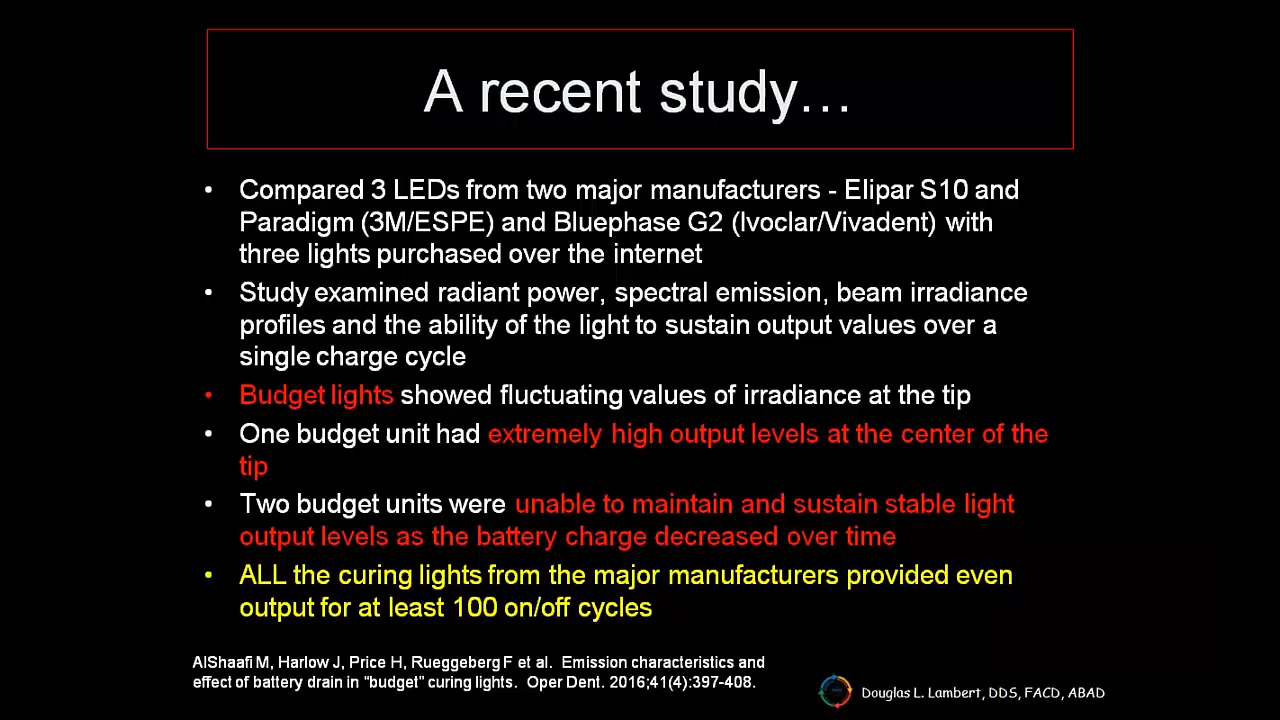 A recent study…
• Compared 3 LEDs from two major manufacturers - Elipar S10 and
Paradigm (3M/ESPE) and Bluephase G2 (Ivoclar/Vivadent) with
three lights purchased over the internet
• Study examined radiant power, spectral emission, beam irradiance
profiles and the ability of the light to sustain output values over a
single charge cycle
• Budget lights showed fluctuating values of irradiance at the tip
• One budget unit had extremely high output levels at the center of the
tip
• Two budget units were unable to maintain and sustain stable light
output levels as the battery charge decreased over time
• ALL the curing lights from the major manufacturers provided even
output for at least 100 on/off cycles
AlShaafi M, Harlow J, Price H, Rueggeberg F et al. Emission characteristics and
effect of battery drain in “budget” curing lights. Oper Dent. 2016;41(4):397-408.
Douglas L. Lambert, DDS, FACD, ABAD